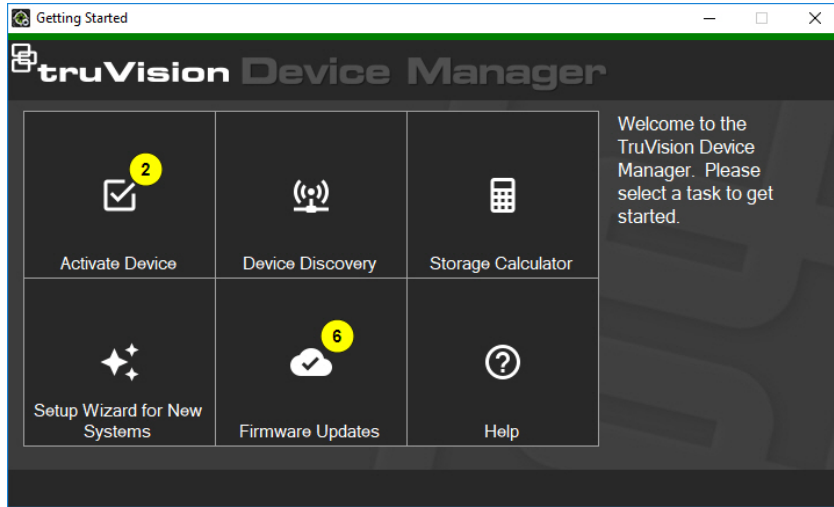 Getting Started
truVision Device Manager
2
Activate Device
Device Discovery
Storage Calculator
Setup Wizard for New
Systems
6
Firmware Updates
Help
Welcome to the
TruVision Device
Manager. Please
select a task to get
started.